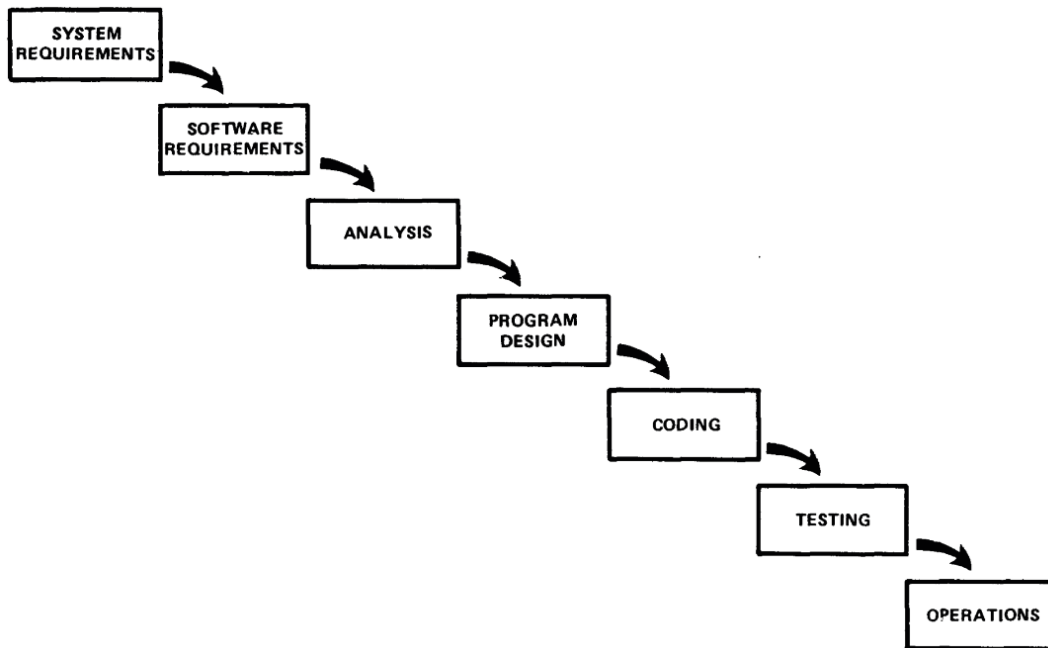 SYSTEM
REQUIREMENTS
SOFTWARE
REQUIREMENTS
ANALYSIS
PROGRAM
DESIGN
CODING
TESTING
OPERATIONS